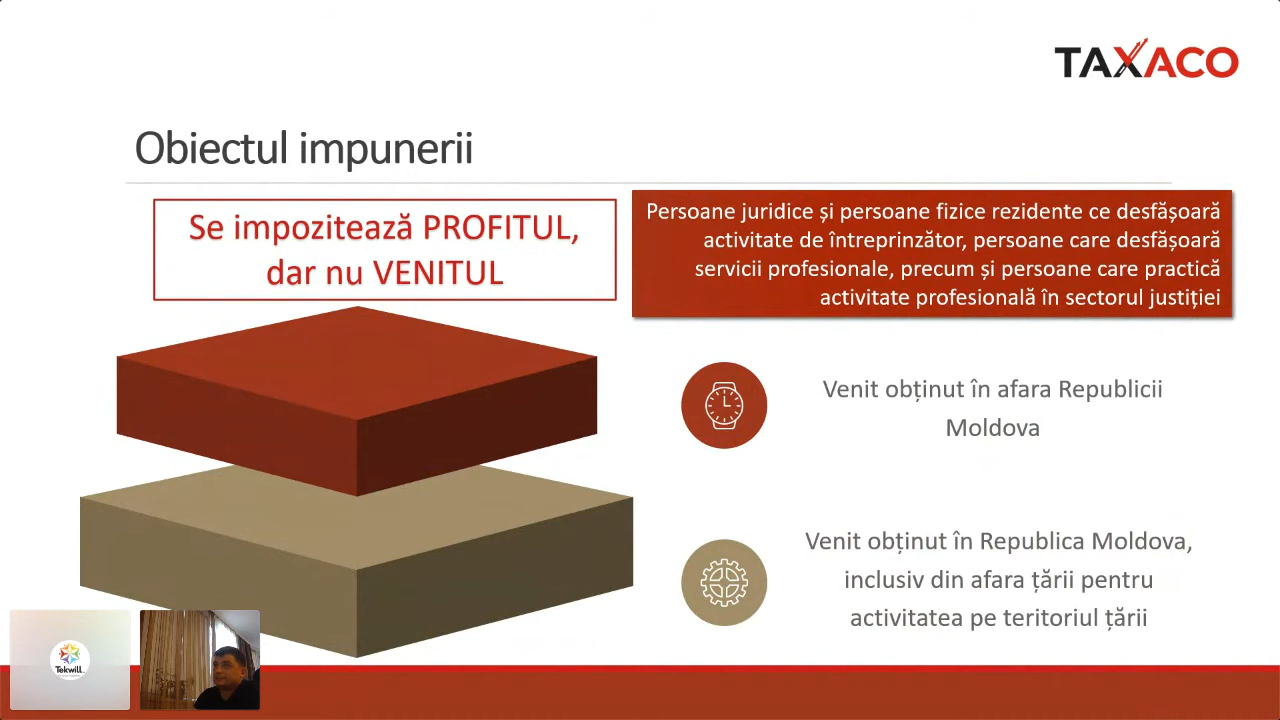 TAXACO
Obiectul impunerii
Se impozitează PROFITUL,
dar nu VENITUL
Persoane juridice și persoane fizice rezidente ce desfășoară
activitate de întreprinzător, persoane care desfășoară
servicii profesionale, precum și persoane care practică
activitate profesională în sectorul justiției
Venit obținut în afara Republicii
Moldova
Venit obținut în Republica Moldova,
inclusiv din afara țării pentru
activitatea pe teritoriul țării
Tekwill